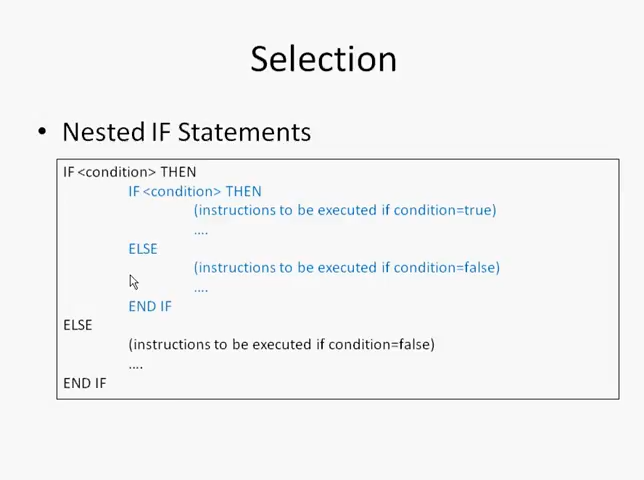 Selection
• Nested IF Statements
IF <condition> THEN
IF <condition> THEN
(instructions to be executed if condition=true)
....
ELSE
(instructions to be executed if condition=false)
....
END IF
ELSE
(instructions to be executed if condition=false)
....
END IF